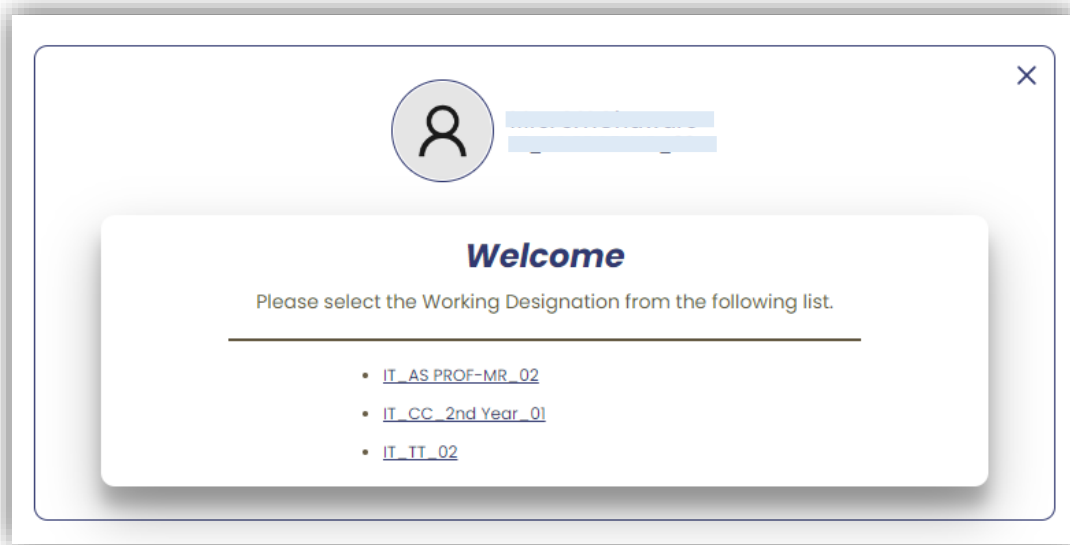 Welcome
Please select the Working Designation from the following list.
IT_AS PROF-MR_02
IT_CC_2nd Year_01
IT_TT_02